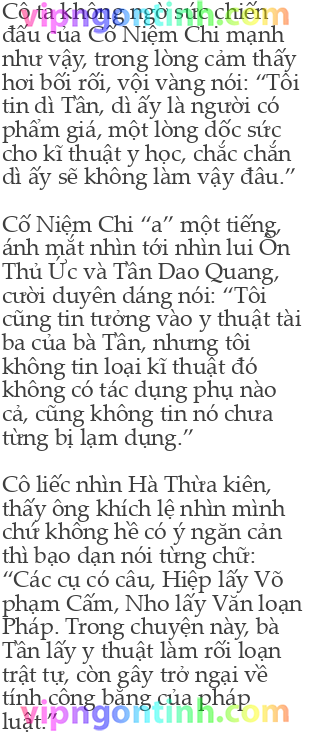 Cô ta không ngờ sức chiến
đấu của Cố Niệm Chi mạnh
như vậy, trong lòng cảm thấy
hơi bối rối, vội vàng nói: “Tôi
tin dì Tần, dì ấy là người có
phẩm giá, một lòng dốc sức
cho kĩ thuật y học, chắc chắn
dì ấy sẽ không làm vậy đâu.”
Cố Niệm Chi “a” một tiếng,
ánh mắt nhìn tới nhìn lui Ôn
Thủ Ức và Tần Dao Quang,
cười duyên dáng nói: “Tôi
cũng tin tưởng vào y thuật tài
ba của bà Tần, nhưng tôi
không tin loại kĩ thuật đó
không có tác dụng phụ nào
cả, cũng không tin nó chưa
từng bị lạm dụng.”
Cô liếc nhìn Hà Thừa kiên,
thấy ông khích lệ nhìn mình
chứ không hề có ý ngăn cản
thì bạo dạn nói từng chữ:
“Các cụ có câu, Hiệp lấy Võ
phạm Cấm, Nho lấy Văn loạn
Pháp. Trong chuyện này, bà
Tần lấy y thuật làm rối loạn
trật tự, còn gây trở ngại về
tính công bằng của pháp
luật.”
vipngontinh.com
vipngontinh.com